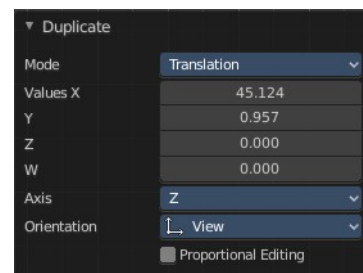 Duplicate
Mode Translation
Values X 45.124
Y 0.957
Z 0.000
W 0.000
Axis Z
Orientation View
Proportional Editing